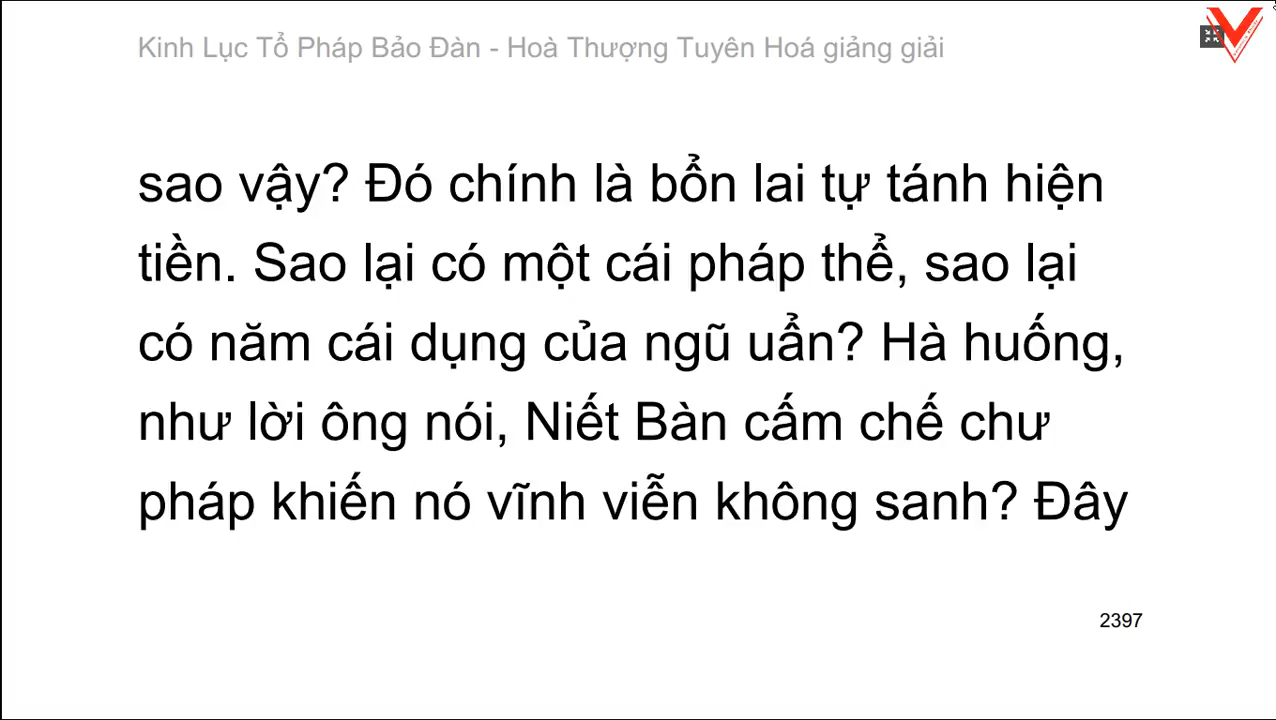 Kinh Lục Tổ Pháp Bảo Đàn - Hoà Thượng Tuyên Hoá giảng giải
sao vậy? Đó chính là bổn lai tự tánh hiện
tiền. Sao lại có một cái pháp thể, sao lại
có năm cái dụng của ngũ uẩn? Hà huống,
như lời ông nói, Niết Bàn cấm chế chư
pháp khiến nó vĩnh viễn không sanh? Đây
2397